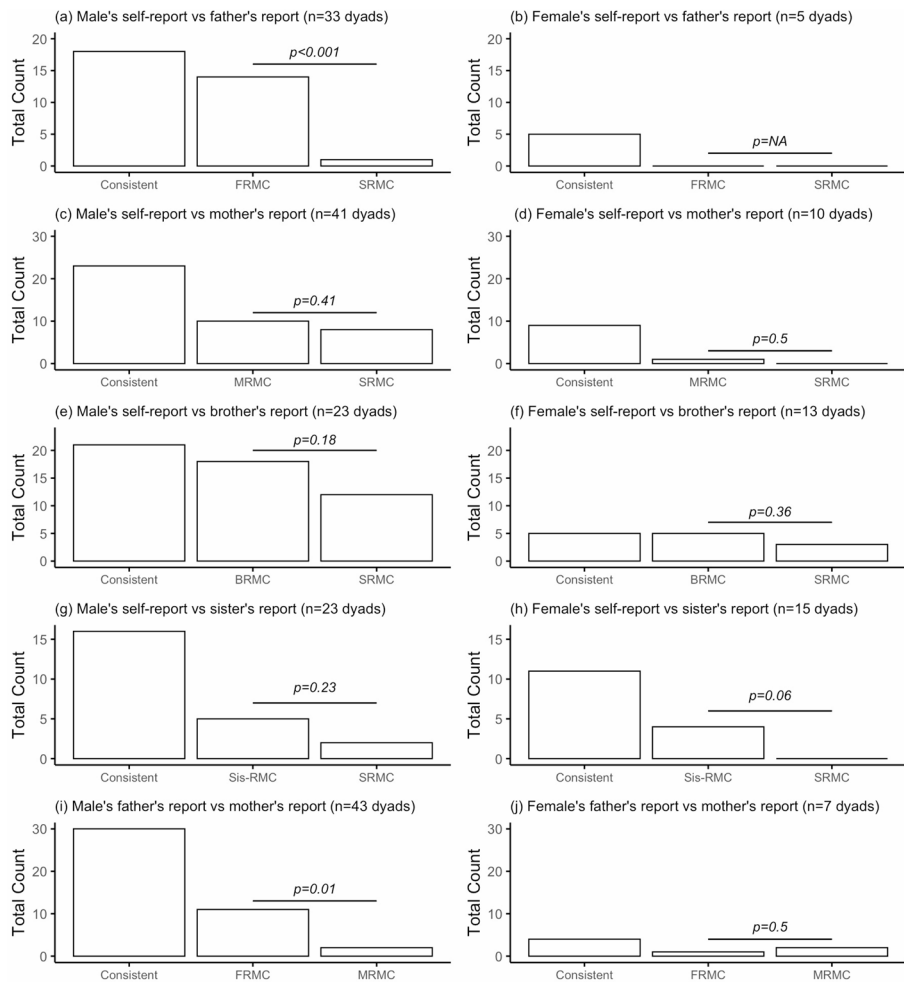 (a) Male's self-report vs father's report (n=33 dyads)
Total Count
20
15
10
5
0
p<0.001
Consistent FRMC SRMC
(b) Female's self-report vs father's report (n=5 dyads)
Total Count
20
15
10
5
0
p=NA
Consistent FRMC SRMC
(c) Male's self-report vs mother's report (n=41 dyads)
Total Count
30
20
10
0
p=0.41
Consistent MRMC SRMC
(d) Female's self-report vs mother's report (n=10 dyads)
Total Count
30
20
10
0
p=0.5
Consistent MRMC SRMC
(e) Male's self-report vs brother's report (n=23 dyads)
Total Count
20
15
10
5
0
p=0.18
Consistent BRMC SRMC
(f) Female's self-report vs brother's report (n=13 dyads)
Total Count
20
15
10
5
0
p=0.36
Consistent BRMC SRMC
(g) Male's self-report vs sister's report (n=23 dyads)
Total Count
15
10
5
0
p=0.23
Consistent Sis-RMC SRMC
(h) Female's self-report vs sister's report (n=15 dyads)
Total Count
15
10
5
0
p=0.06
Consistent Sis-RMC SRMC
(i) Male's father's report vs mother's report (n=43 dyads)
Total Count
30
20
10
0
p=0.01
Consistent FRMC MRMC
(j) Female's father's report vs mother's report (n=7 dyads)
Total Count
30
20
10
0
p=0.5
Consistent FRMC MRMC